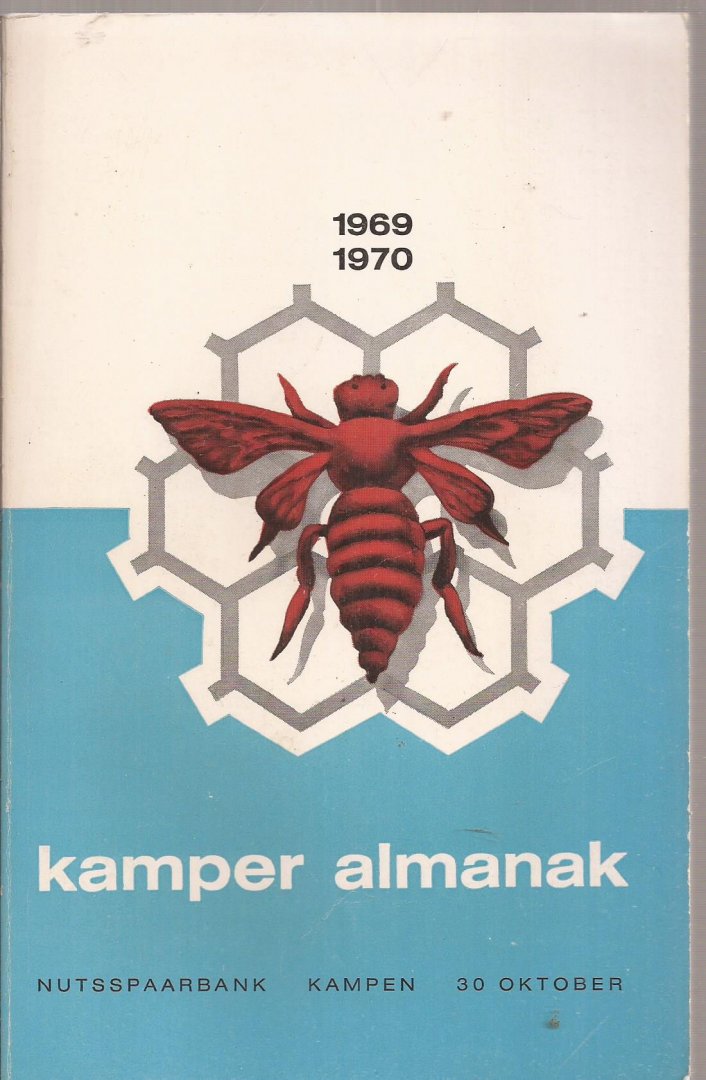 1969
1970
kamper almanak
NUTSSPAARBANK KAMPEN 30 OKTOBER